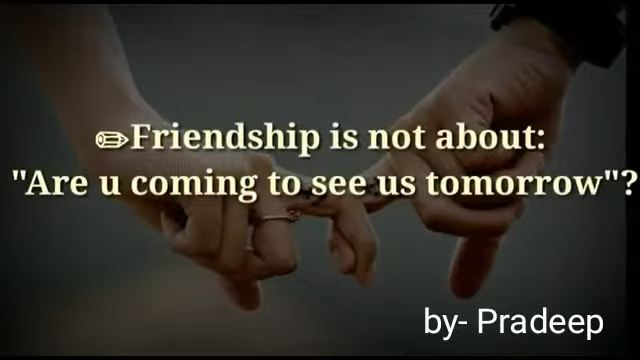 ✏Friendship is not about:
"Are u coming to see us tomorrow"?
by- Pradeep